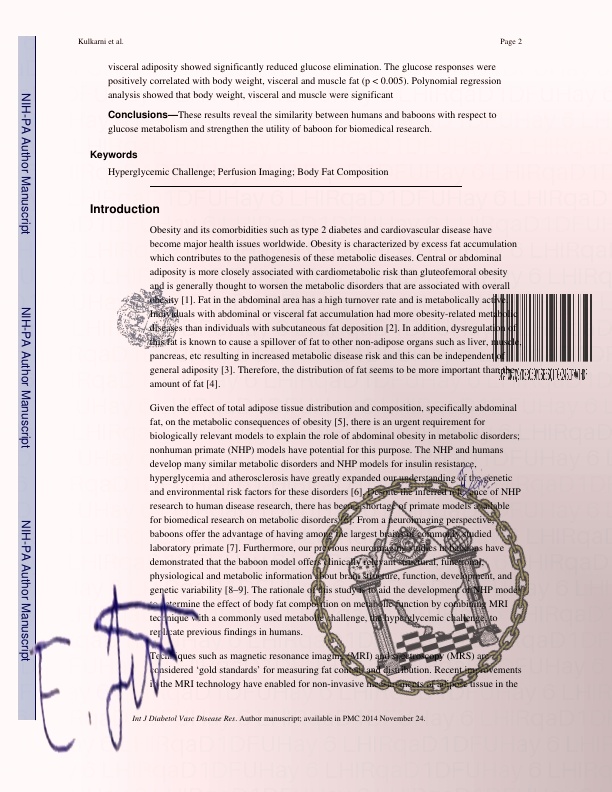 Kulkarni et al.
Page 2
NIH-PA Author Manuscript
NIH-PA Author Manuscript
NIH-PA Author Manuscript
visceral adiposity showed significantly reduced glucose elimination. The glucose responses were
positively correlated with body weight, visceral and muscle fat (p < 0.005). Polynomial regression
analysis showed that body weight, visceral and muscle were significant
Conclusions—These results reveal the similarity between humans and baboons with respect to
glucose metabolism and strengthen the utility of baboon for biomedical research.
Keywords
Hyperglycemic Challenge; Perfusion Imaging; Body Fat Composition
Introduction
Obesity and its comorbidities such as type 2 diabetes and cardiovascular disease have
become major health issues worldwide. Obesity is characterized by excess fat accumulation
which contributes to the pathogenesis of these metabolic diseases. Central or abdominal
adiposity is more closely associated with cardiometabolic risk than gluteofemoral obesity
and is generally thought to worsen the metabolic disorders that are associated with overall
obesity [1]. Fat in the abdominal area has a high turnover rate and is metabolically active.
Individuals with abdominal or visceral fat accumulation had more obesity-related metabolic
diseases than individuals with subcutaneous fat deposition [2]. In addition, dysregulation of
this fat is known to cause a spillover of fat to other non-adipose organs such as liver, muscle,
pancreas, etc resulting in increased metabolic disease risk and this can be independent of
general adiposity [3]. Therefore, the distribution of fat seems to be more important than the
amount of fat [4].
Given the effect of total adipose tissue distribution and composition, specifically abdominal
fat, on the metabolic consequences of obesity [5], there is an urgent requirement for
biologically relevant models to explain the role of abdominal obesity in metabolic disorders;
nonhuman primate (NHP) models have potential for this purpose. The NHP and humans
develop many similar metabolic disorders and NHP models for insulin resistance,
hyperglycemia and atherosclerosis have greatly expanded our understanding of the genetic
and environmental risk factors for these disorders [6]. Despite the inferred relevance of NHP
research to human disease research, there has been a shortage of primate models available
for biomedical research on metabolic disorders [6]. From a neuroimaging perspective,
baboons offer the advantage of having among the largest brains of commonly studied
laboratory primate [7]. Furthermore, our previous neuroimaging studies in baboons have
demonstrated that the baboon model offers clinically relevant structural, functional,
physiological and metabolic information about brain structure, function, development, and
genetic variability [8–9]. The rationale of this study is to aid the development of NHP model
to determine the effect of body fat composition on metabolic function by combining MRI
technique with a commonly used metabolic challenge, the hyperglycemic challenge, to
replicate previous findings in humans.
Techniques such as magnetic resonance imaging (MRI) and spectroscopy (MRS) are
considered ‘gold standards’ for measuring fat content and distribution. Recent improvements
in the MRI technology have enabled for non-invasive measurements of adipose tissue in the
Int J Diabetol Vasc Disease Res. Author manuscript; available in PMC 2014 November 24.